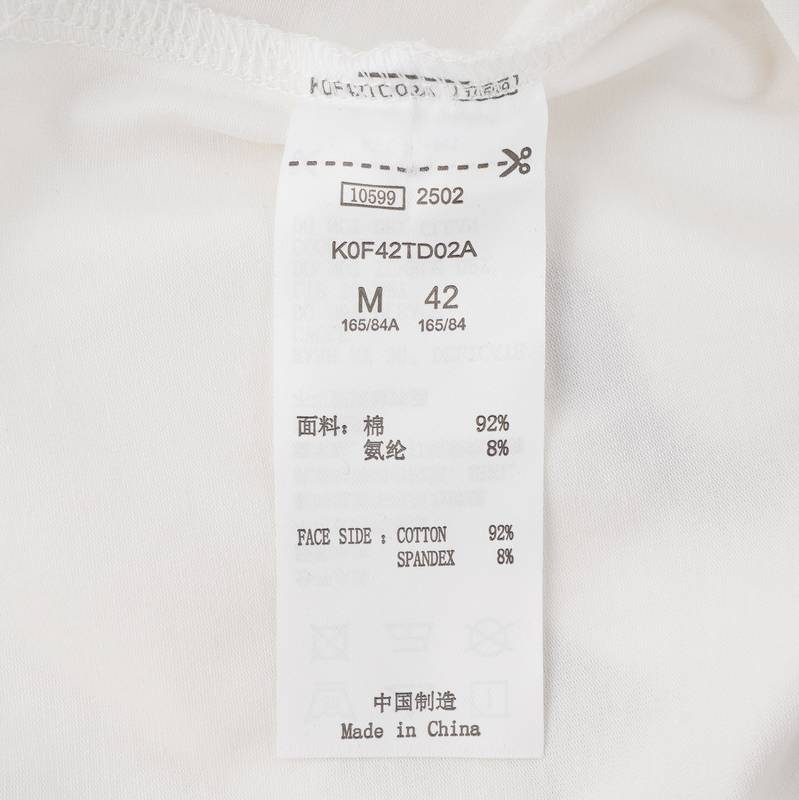 10599 2502
K0F42TD02A
M 42
165/84A 165/84
面料：棉 92%
氨纶 8%
FACE SIDE : COTTON 92%
SPANDEX 8%
中国制造
Made in China